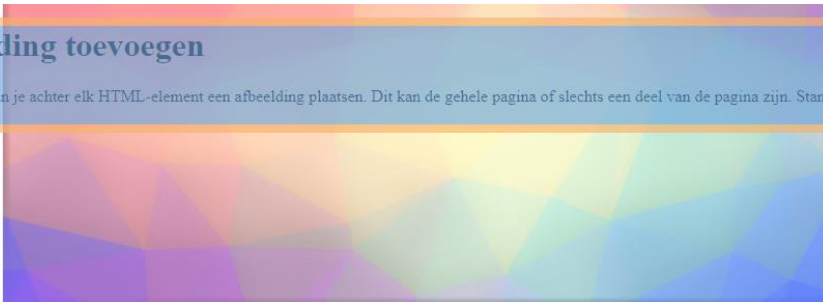 ding toevoegen
n je achter elk HTML-element een afbeelding plaatsen. Dit kan de gehele pagina of slechts een deel van de pagina zijn. Stan